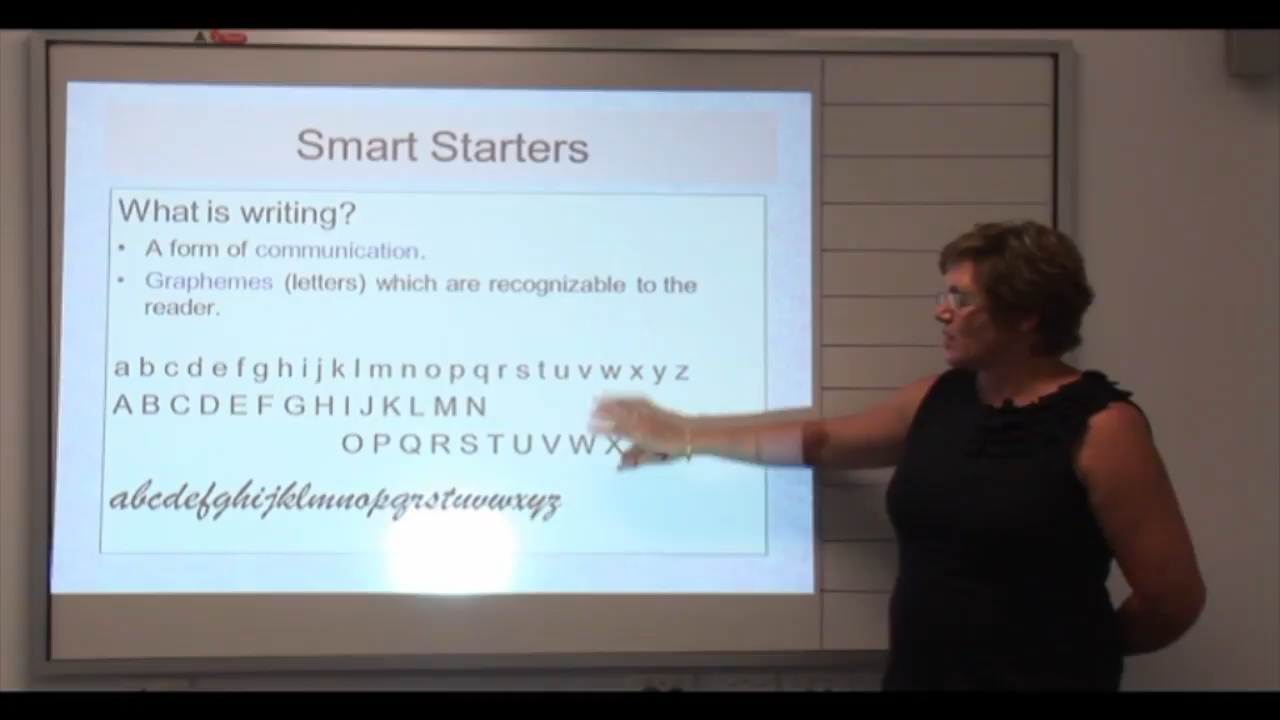 Smart Starters
What is writing?
• A form of communication.
• Graphemes (letters) which are recognizable to the
reader.
a b c d e f g h i j k l m n o p q r s t u v w x y z
A B C D E F G H I J K L M N
O P Q R S T U V W X
abcdefghijklmnopqrstuvwxyz